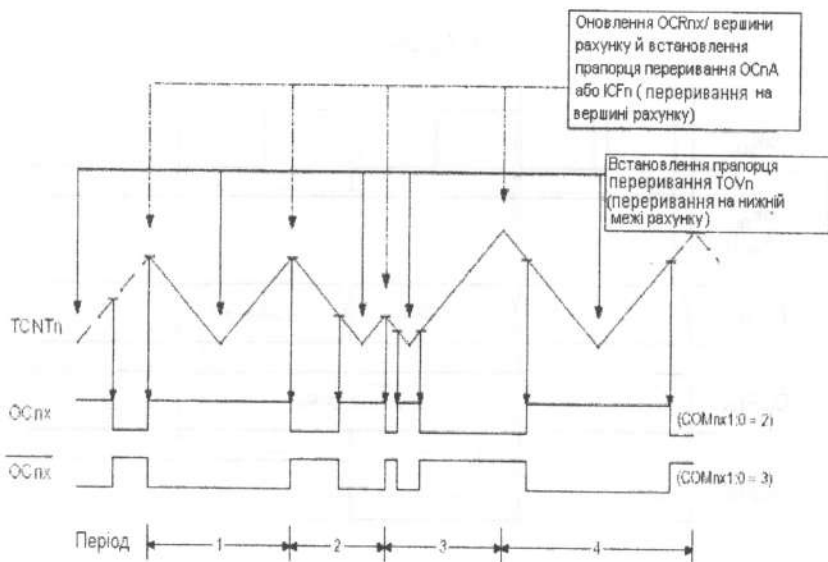 Оновлення OCRnx/ вершини
рахунку й встановлення
прапорця переривання OCnA
або ICFn ( переривання на
вершині рахунку)
Встановлення прапорця
переривання TOVn
(переривання на нижній
межі рахунку)
TCNTn
OCnx
(COMnx1:0 = 2)
OCnx
(COMnx1:0 = 3)
Період
1
2
3
4